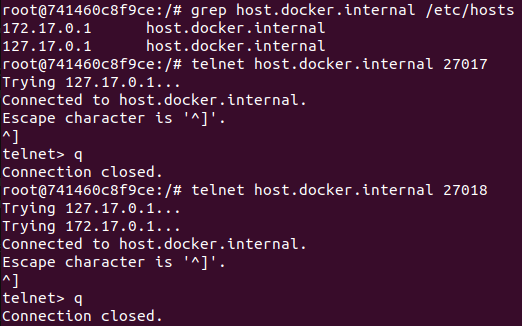 root@741460c8f9ce:/# grep host.docker.internal /etc/hosts
172.17.0.1      host.docker.internal
127.17.0.1      host.docker.internal
root@741460c8f9ce:/# telnet host.docker.internal 27017
Trying 127.17.0.1...
Connected to host.docker.internal.
Escape character is '^]'.
^]
telnet> q
Connection closed.
root@741460c8f9ce:/# telnet host.docker.internal 27018
Trying 127.17.0.1...
Trying 172.17.0.1...
Connected to host.docker.internal.
Escape character is '^]'.
^]
telnet> q
Connection closed.